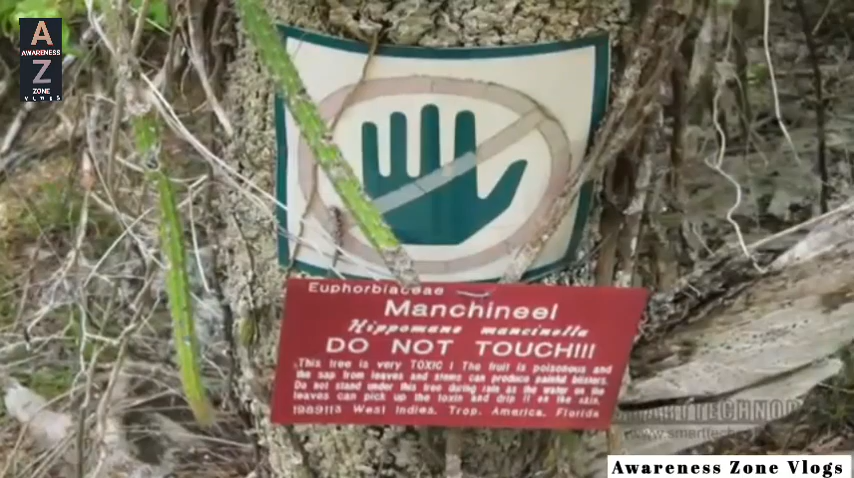 A
AWARENESS
Z
ZONE
VLOGS
Euphorbiaceae
Manchineel
Hippomane mancinella
DO NOT TOUCH!!!
This tree is very TOXIC ! The fruit is poisonous and
the sap from leaves and stems can produce painful blisters.
Do not stand under this tree during rain as the water on the
leaves can pick up the toxin and drip it on the skin.
1989115 West Indies, Trop. America, Florida
Awareness Zone Vlogs